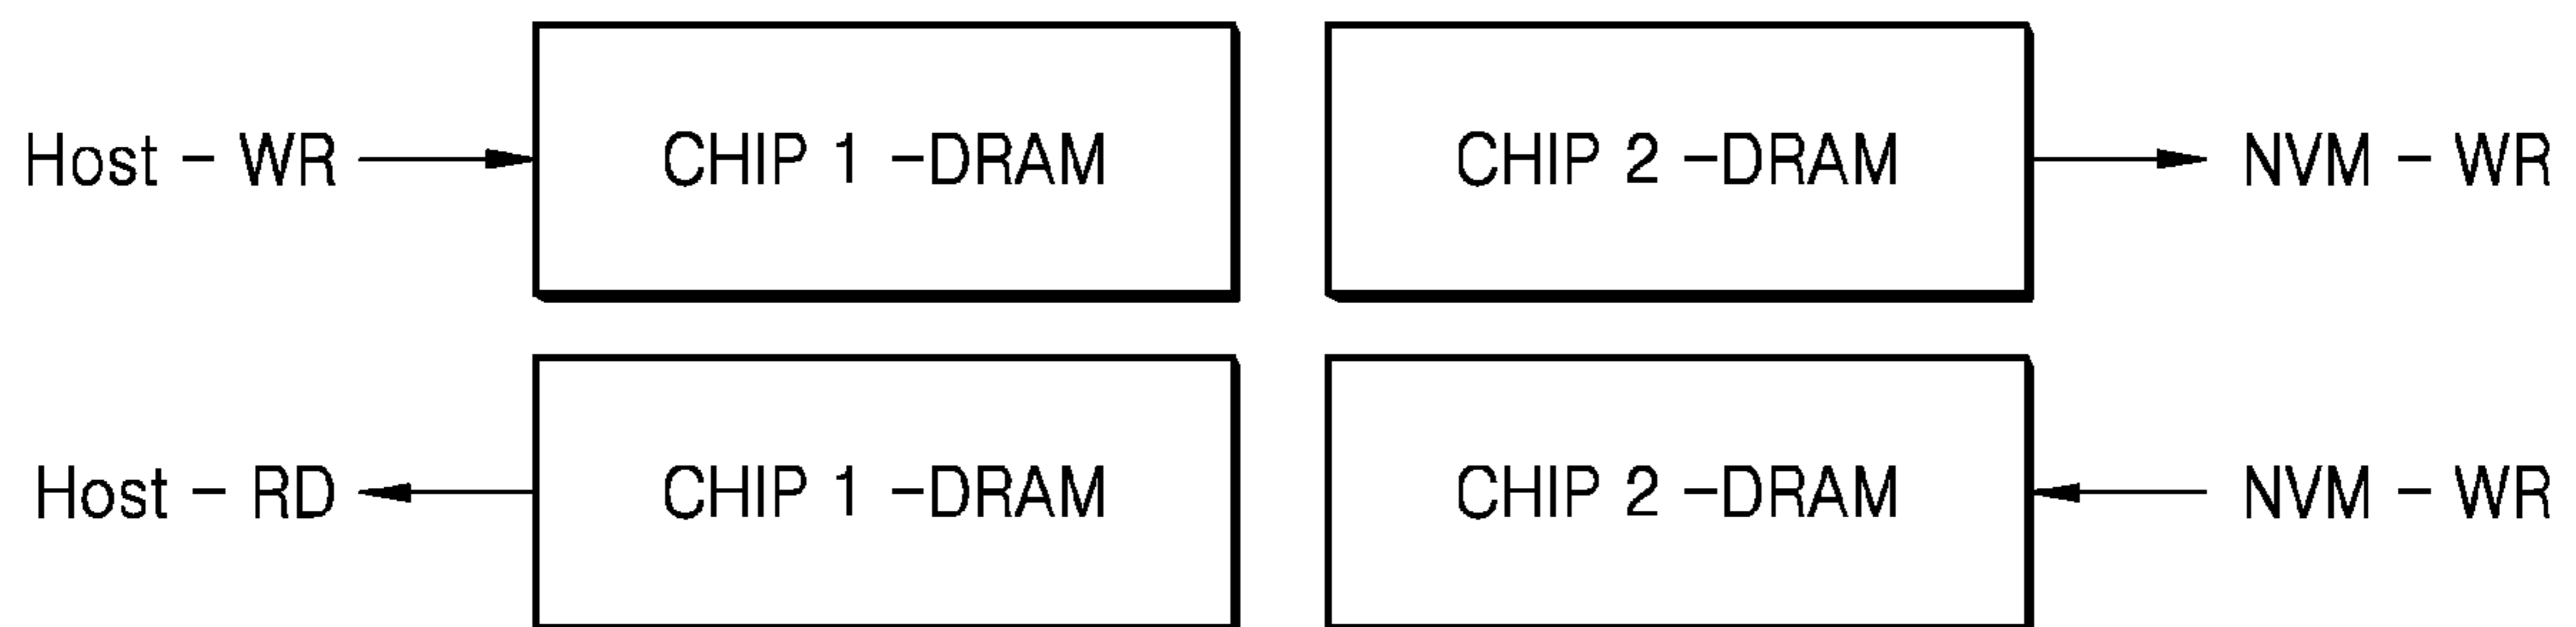 Host - WR CHIP 1 -DRAM CHIP 2 -DRAM NVM - WR
Host - RD CHIP 1 -DRAM CHIP 2 -DRAM NVM - WR